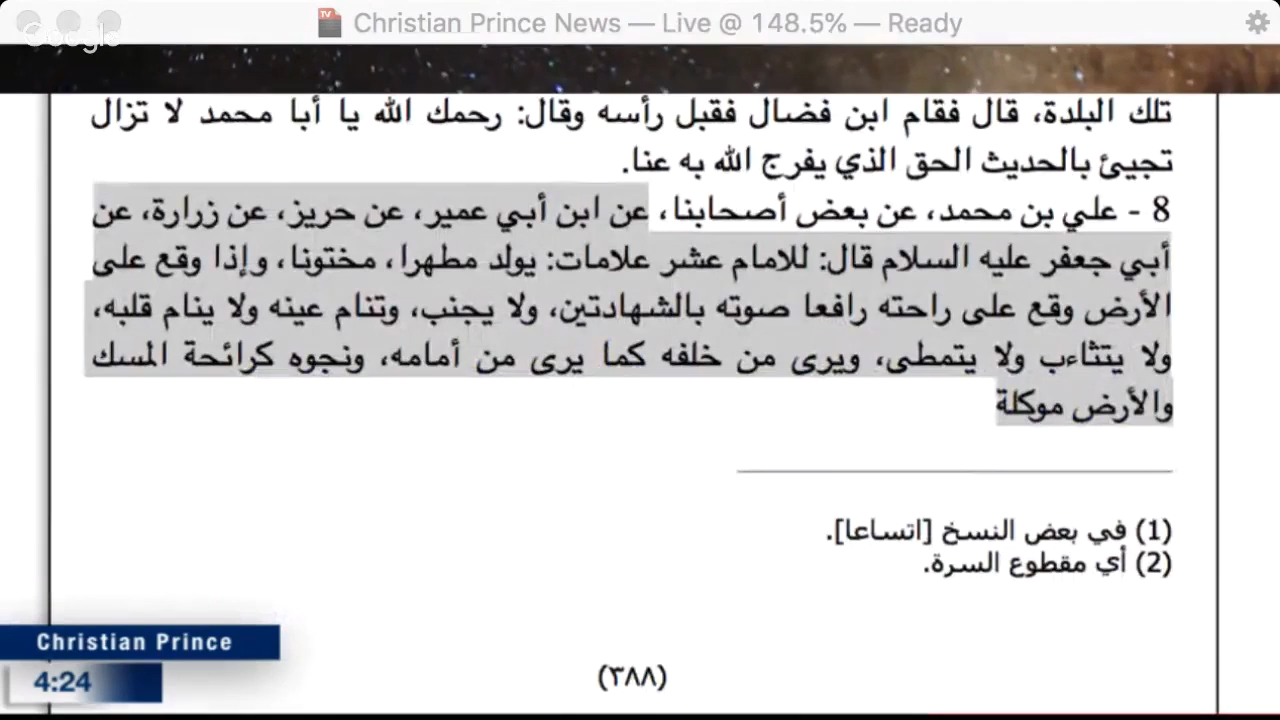 Christian Prince News — Live @ 148.5% — Ready
Google
تلك البلدة، قال فقام ابن فضال فقبل رأسه وقال: رحمك الله يا أبا محمد لا تزال
تجيئ بالحديث الحق الذي يفرج الله به عنا.
8 - علي بن محمد، عن بعض أصحابنا، عن ابن أبي عمير، عن حريز، عن زرارة، عن
أبي جعفر عليه السلام قال: للامام عشر علامات: يولد مطهرا، مختونا، وإذا وقع على
الأرض وقع على راحته رافعا صوته بالشهادتين، ولا يجنب، وتنام عينه ولا ينام قلبه،
ولا يتثاءب ولا يتمطى، ويرى من خلفه كما يرى من أمامه، ونجوه كرائحة المسك
والأرض موكلة
(1) في بعض النسخ [اتساعا].
(2) أي مقطوع السرة.
Christian Prince
4:24
(٣٨٨)